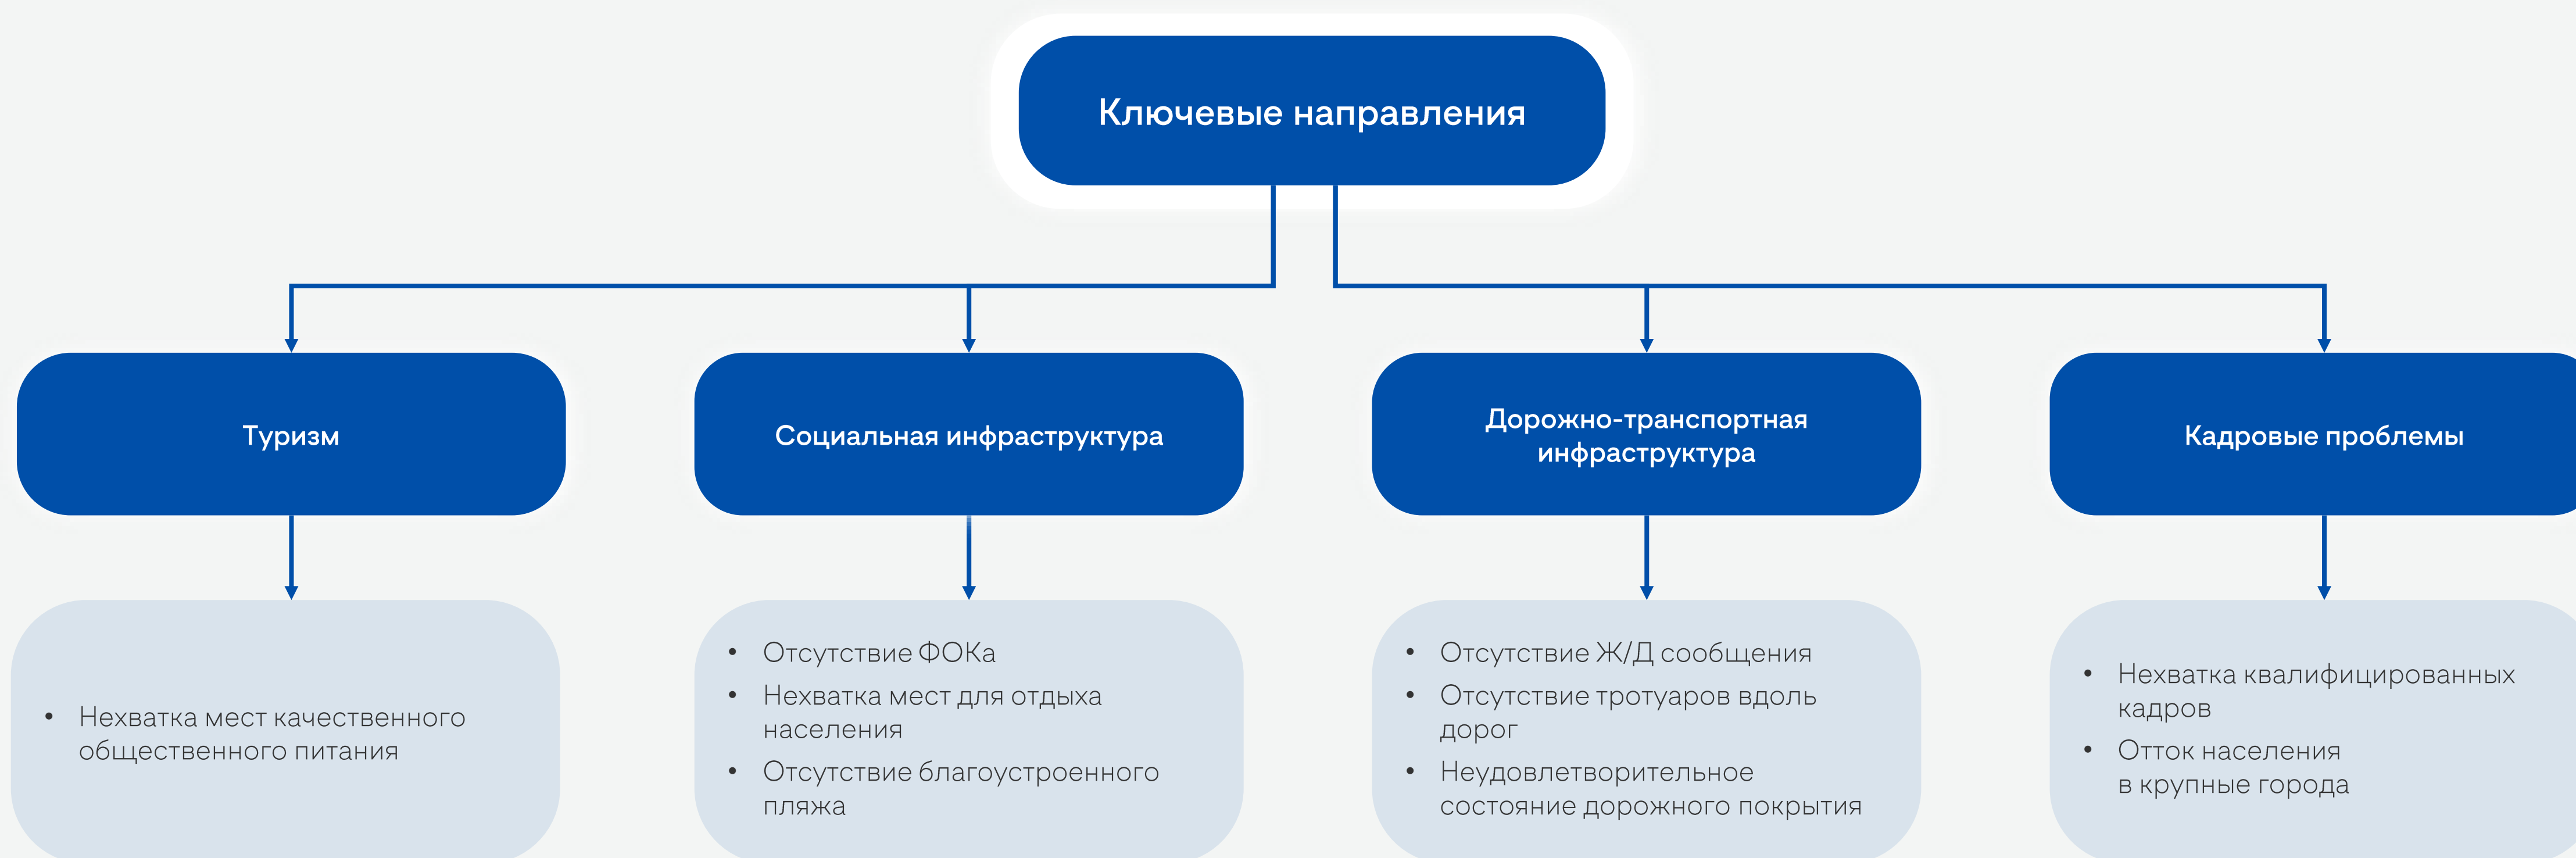 Ключевые направления
Туризм
Социальная инфраструктура
Дорожно-транспортная
инфраструктура
Кадровые проблемы
• Нехватка мест качественного
общественного питания
• Отсутствие ФОКа
• Нехватка мест для отдыха
населения
• Отсутствие благоустроенного
пляжа
• Отсутствие Ж/Д сообщения
• Отсутствие тротуаров вдоль
дорог
• Неудовлетворительное
состояние дорожного покрытия
• Нехватка квалифицированных
кадров
• Отток населения
в крупные города